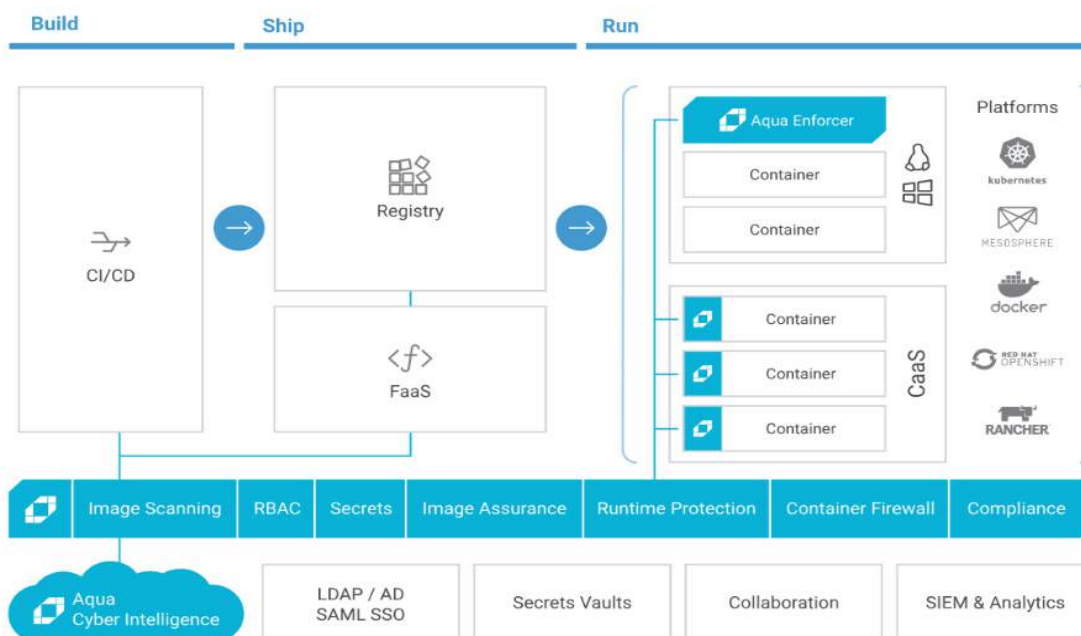 Build
Ship
Run
CI/CD
Registry
<f>
FaaS
Aqua Enforcer
Container
Container
Container
Container
Container
CaaS
Platforms
kubernetes
MESOSPHERE
docker
RED HAT
OPENSHIFT
RANCHER
Image Scanning
RBAC
Secrets
Image Assurance
Runtime Protection
Container Firewall
Compliance
Aqua
Cyber Intelligence
LDAP / AD
SAML SSO
Secrets Vaults
Collaboration
SIEM & Analytics